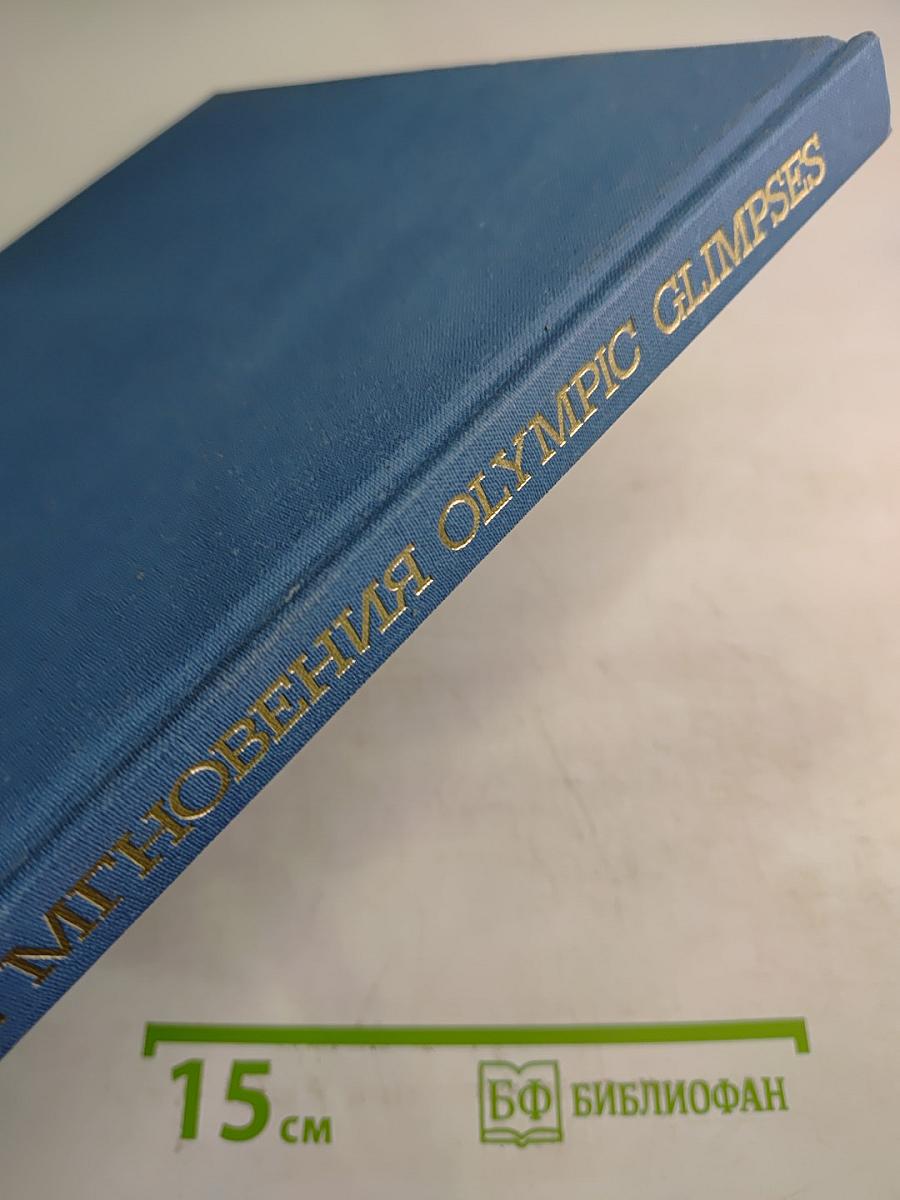 МГНОВЕНИЯ OLYMPIC GLIMPSES
15 см
БФ БИБЛИОФАН